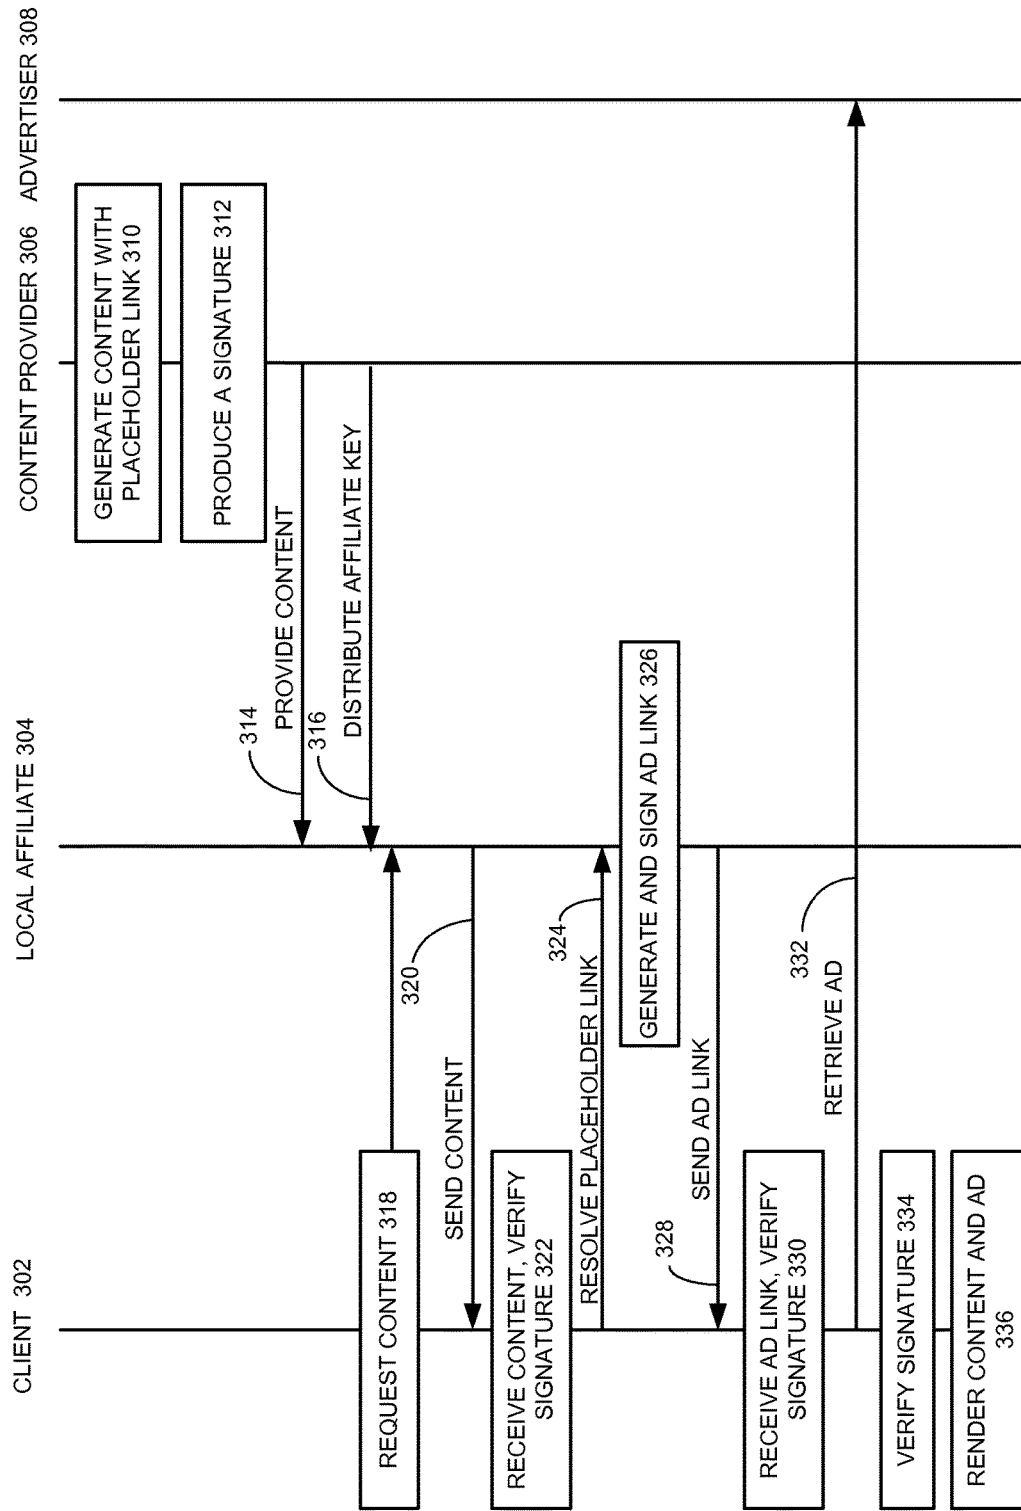 CLIENT 302
LOCAL AFFILIATE 304
CONTENT PROVIDER 306
ADVERTISER 308
GENERATE CONTENT WITH
PLACEHOLDER LINK 310
PRODUCE A SIGNATURE 312
314
PROVIDE CONTENT
316
DISTRIBUTE AFFILIATE KEY
REQUEST CONTENT 318
SEND CONTENT
320
RECEIVE CONTENT, VERIFY
SIGNATURE 322
RESOLVE PLACEHOLDER LINK
324
GENERATE AND SIGN AD LINK 326
328
SEND AD LINK
RECEIVE AD LINK, VERIFY
SIGNATURE 330
RETRIEVE AD
332
VERIFY SIGNATURE 334
RENDER CONTENT AND AD
336